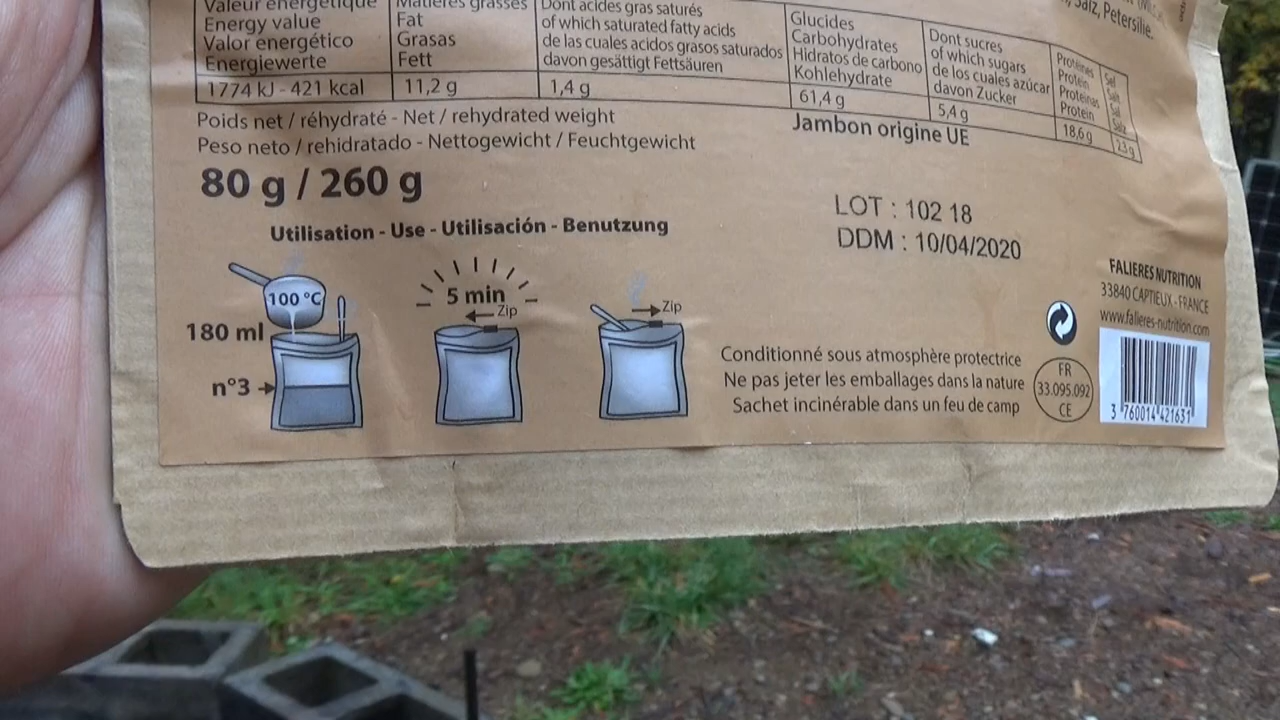 Salz, Petersilie.
Valeur énergétique
Energy value
Valor energético
Energiewerte
1774 kJ - 421 kcal
Matières grasses
Fat
Grasas
Fett
11,2 g
Dont acides gras saturés
of which saturated fatty acids
de las cuales acidos grasos saturados
davon gesättigt Fettsäuren
1,4 g
Glucides
Carbohydrates
Hidratos de carbono
Kohlehydrate
61,4 g
Dont sucres
of which sugars
de los cuales azúcar
davon Zucker
5,4 g
Protéines
Protein
Proteinas
Protein
18,6 g
Sel
Salt
Sal
Salz
2,3 g
Poids net / réhydraté - Net / rehydrated weight
Peso neto / rehidratado - Nettogewicht / Feuchtgewicht
80 g / 260 g
Jambon origine UE
LOT : 102 18
DDM : 10/04/2020
Utilisation - Use - Utilisación - Benutzung
100 °C
180 ml
n°3
5 min
Zip
Zip
Conditionné sous atmosphère protectrice
Ne pas jeter les emballages dans la nature
Sachet incinérable dans un feu de camp
FR
33.095.092
CE
FALIERES NUTRITION
33840 CAPTIEUX - FRANCE
www.falieres-nutrition.com
3 760014 421631